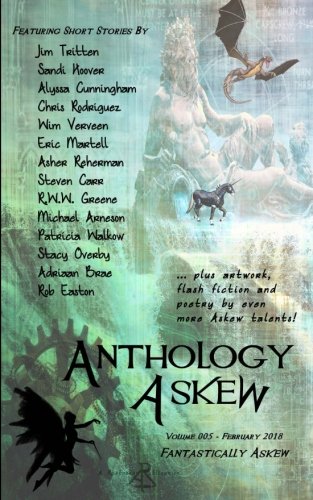 Featuring Short Stories By
Jim Tritten
Sandi Hoover
Alyssa Cunningham
Chris Rodriguez
Wim Verveen
Eric Martell
Asher Reherman
Steven Carr
R.W.W. Greene
Michael Arneson
Patricia Walkow
Stacy Overby
Adriaan Brae
Rob Easton
... plus artwork,
flash fiction and
poetry by even
more Askew talents!
Anthology
Askew
Volume 005 - February 2018
Fantastically Askew